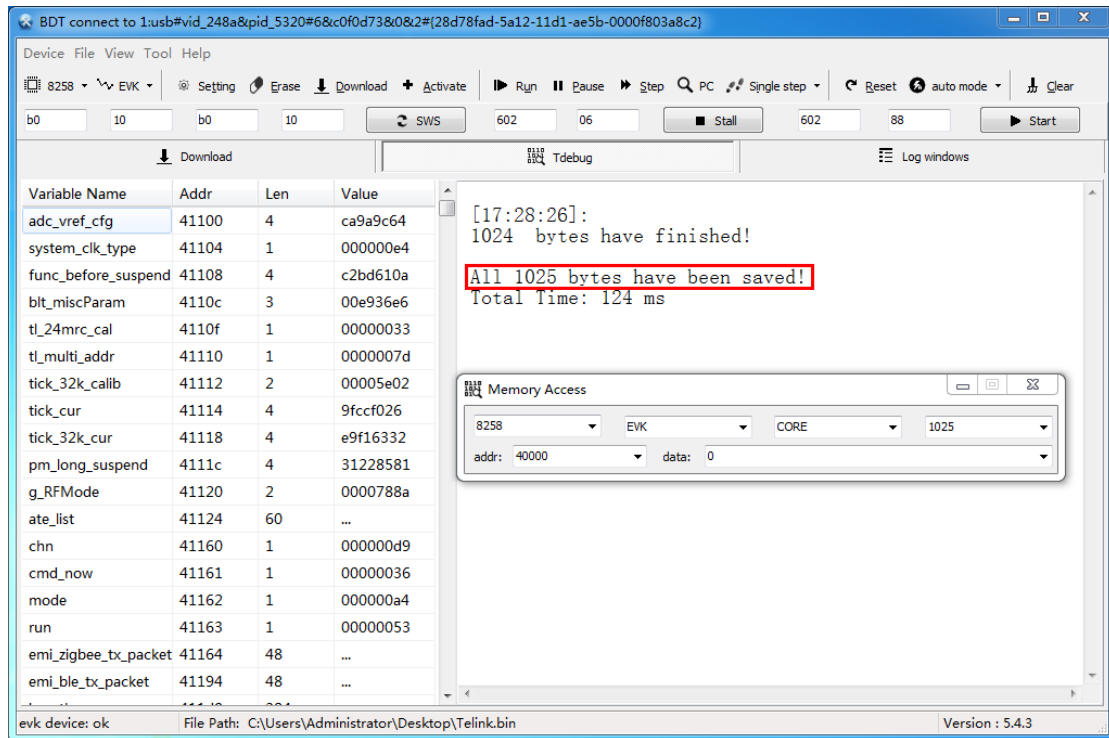 BDT connect to 1:usb#vid_248a&pid_5320#6&c0f0d73&0&2#{28d78fad-5a12-11d1-ae5b-0000f803a8c2}
Device File View Tool Help
8258 EVK Setting Erase Download Activate Run Pause Step PC Single step Reset auto mode Clear
b0 10 b0 10 SWS 602 06 Stall 602 88 Start
Download Tdebug Log windows
Variable Name Addr Len Value
adc_vref_cfg 41100 4 ca9a9c64
system_clk_type 41104 1 000000e4
func_before_suspend 41108 4 c2bd610a
blt_miscParam 4110c 3 00e936e6
tl_24mrc_cal 4110f 1 00000033
tl_multi_addr 41110 1 0000007d
tick_32k_calib 41112 2 00005e02
tick_cur 41114 4 9fccf026
tick_32k_cur 41118 4 e9f16332
pm_long_suspend 4111c 4 31228581
g_RFMode 41120 2 0000788a
ate_list 41124 60 ...
chn 41160 1 000000d9
cmd_now 41161 1 00000036
mode 41162 1 000000a4
run 41163 1 00000053
emi_zigbee_tx_packet 41164 48 ...
emi_ble_tx_packet 41194 48 ...
[17:28:26]:
1024 bytes have finished!
All 1025 bytes have been saved!
Total Time: 124 ms
Memory Access
8258 EVK CORE 1025
addr: 40000 data: 0
evk device: ok File Path: C:\Users\Administrator\Desktop\Telink.bin Version : 5.4.3